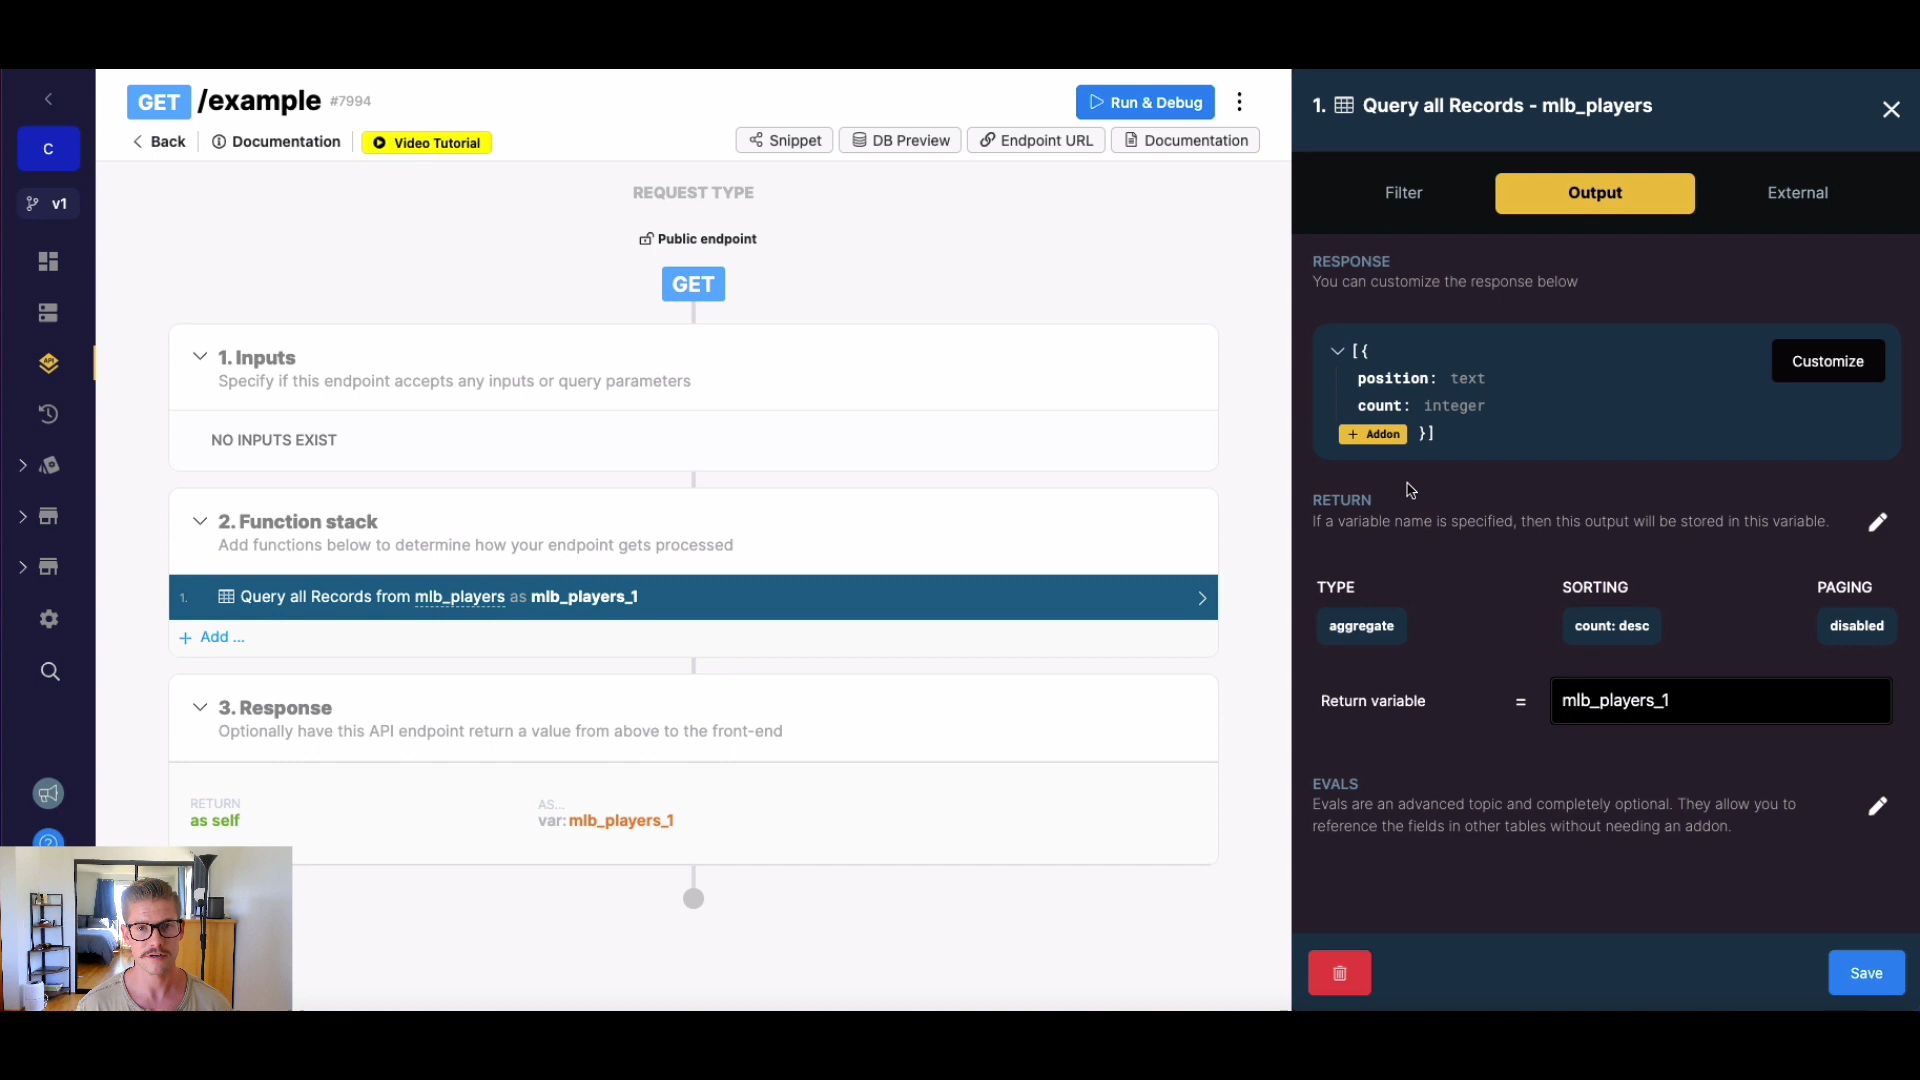 GET /example #7994
Run & Debug
Back
Documentation
Video Tutorial
Snippet
DB Preview
Endpoint URL
Documentation
C
v1
API
REQUEST TYPE
Public endpoint
GET
1. Inputs
Specify if this endpoint accepts any inputs or query parameters
NO INPUTS EXIST
2. Function stack
Add functions below to determine how your endpoint gets processed
1. Query all Records from mlb_players as mlb_players_1
+ Add ...
3. Response
Optionally have this API endpoint return a value from above to the front-end
RETURN
as self
AS...
var: mlb_players_1
1. Query all Records - mlb_players
Filter
Output
External
RESPONSE
You can customize the response below
[{
Customize
position: text
count: integer
+ Addon }]
RETURN
If a variable name is specified, then this output will be stored in this variable.
TYPE
SORTING
PAGING
aggregate
count: desc
disabled
Return variable = mlb_players_1
EVALS
Evals are an advanced topic and completely optional. They allow you to
reference the fields in other tables without needing an addon.
Save